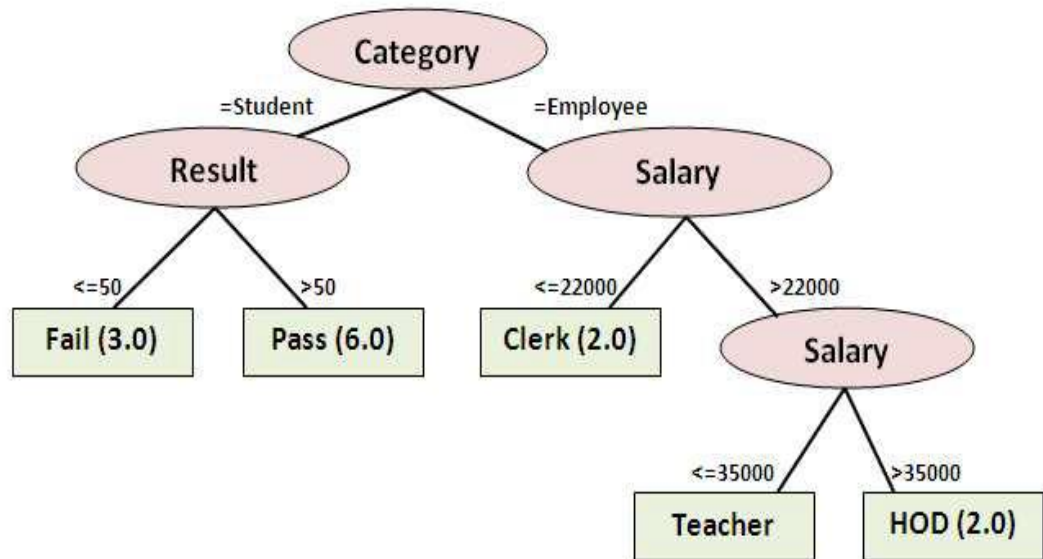 Category
=Student
=Employee
Result
Salary
<=50
>50
<=22000
>22000
Fail (3.0)
Pass (6.0)
Clerk (2.0)
Salary
<=35000
>35000
Teacher
HOD (2.0)